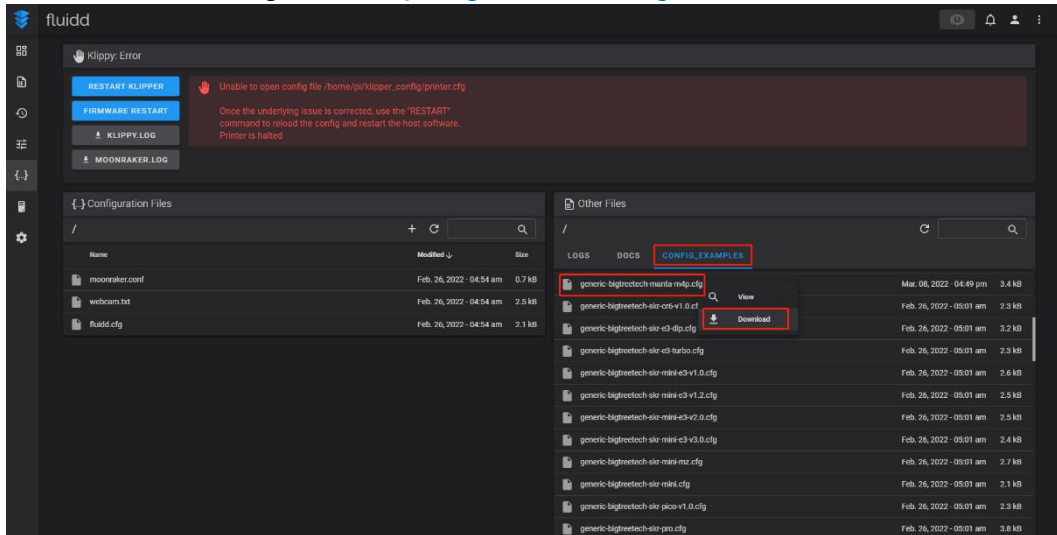 fluidd
Klippy: Error
RESTART KLIPPER
FIRMWARE RESTART
KLIPPY.LOG
MOONRAKER.LOG
Unable to open config file /home/pi/klipper_config/printer.cfg
Once the underlying issue is corrected, use the "RESTART"
command to reload the config and restart the host software.
Printer is halted
{..} Configuration Files
/
Name Modified Size
moonraker.conf Feb. 26, 2022 - 04:54 am 0.7 kB
webcam.txt Feb. 26, 2022 - 04:54 am 2.5 kB
fluidd.cfg Feb. 26, 2022 - 04:54 am 2.1 kB
Other Files
/
LOGS DOCS CONFIG_EXAMPLES
generic-bigtreetech-manta-m4p.cfg Mar. 08, 2022 - 04:49 pm 3.4 kB
View
Download
generic-bigtreetech-skr-cr6-v1.0.cf Feb. 26, 2022 - 05:01 am 2.3 kB
generic-bigtreetech-skr-e3-dip.cfg Feb. 26, 2022 - 05:01 am 3.2 kB
generic-bigtreetech-skr-e3-turbo.cfg Feb. 26, 2022 - 05:01 am 2.3 kB
generic-bigtreetech-skr-mini-e3-v1.0.cfg Feb. 26, 2022 - 05:01 am 2.6 kB
generic-bigtreetech-skr-mini-e3-v1.2.cfg Feb. 26, 2022 - 05:01 am 2.5 kB
generic-bigtreetech-skr-mini-e3-v2.0.cfg Feb. 26, 2022 - 05:01 am 2.5 kB
generic-bigtreetech-skr-mini-e3-v3.0.cfg Feb. 26, 2022 - 05:01 am 2.4 kB
generic-bigtreetech-skr-mini-mz.cfg Feb. 26, 2022 - 05:01 am 2.7 kB
generic-bigtreetech-skr-mini.cfg Feb. 26, 2022 - 05:01 am 2.1 kB
generic-bigtreetech-skr-pico-v1.0.cfg Feb. 26, 2022 - 05:01 am 2.3 kB
generic-bigtreetech-skr-pro.cfg Feb. 26, 2022 - 05:01 am 3.8 kB